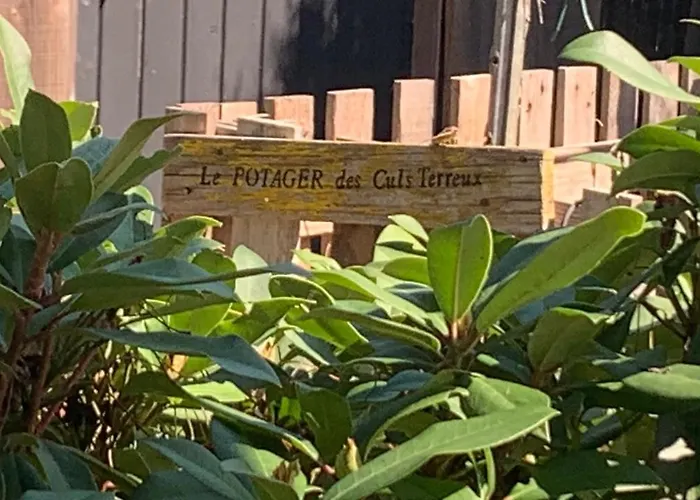 Le POTAGER des Culs Terreux